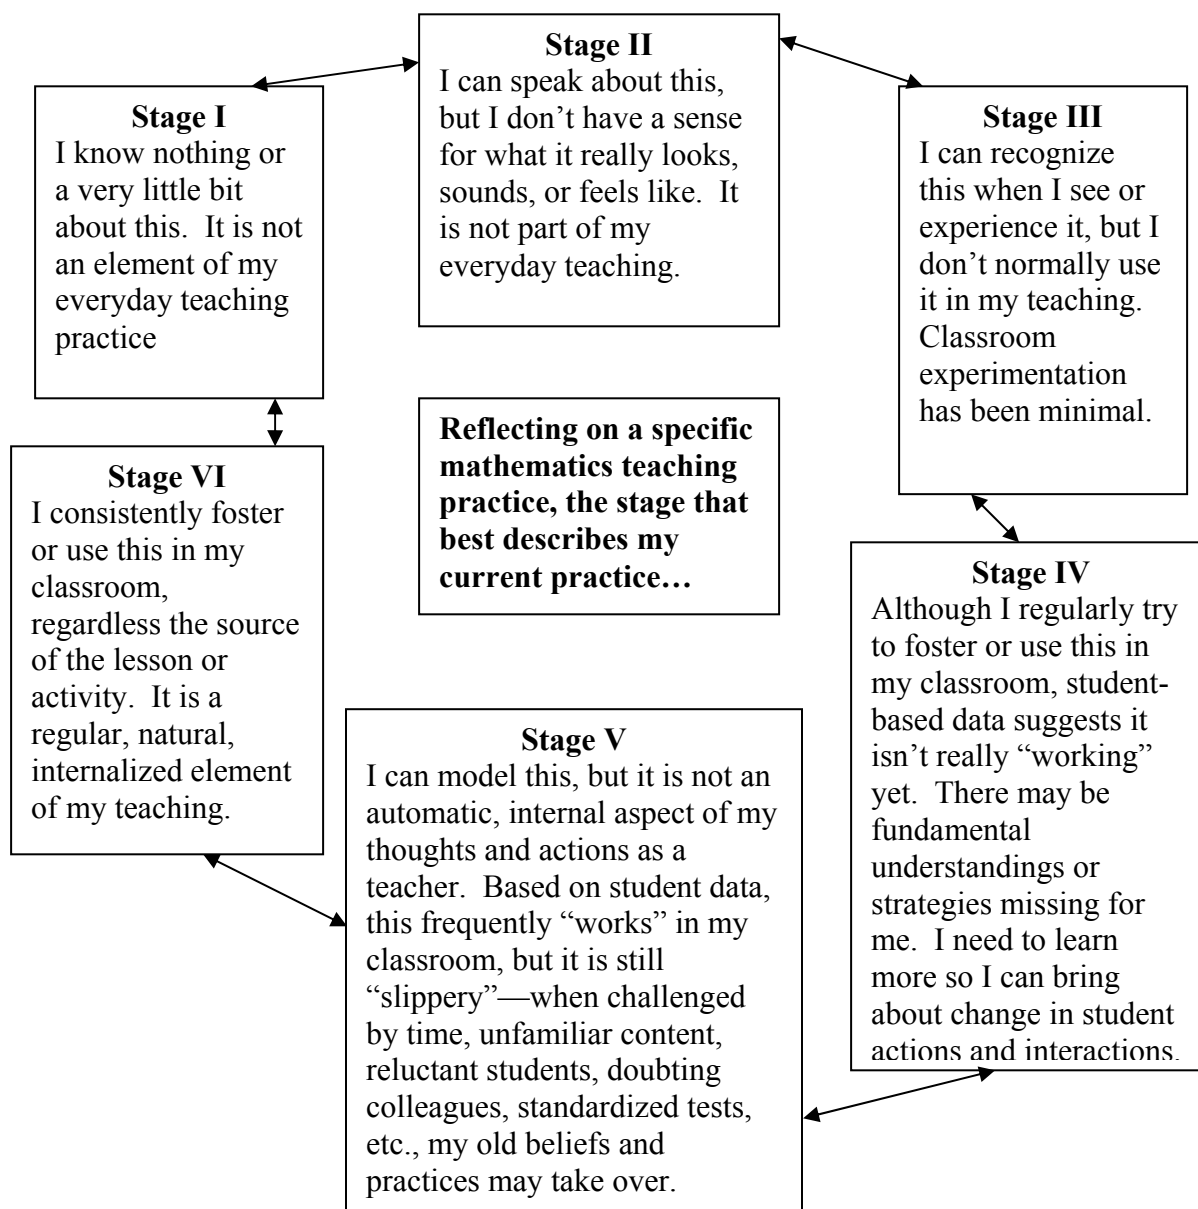 Stage I
I know nothing or
a very little bit
about this.  It is not
an element of my
everyday teaching
practice
Stage II
I can speak about this,
but I don’t have a sense
for what it really looks,
sounds, or feels like.  It
is not part of my
everyday teaching.
Stage III
I can recognize
this when I see or
experience it, but I
don’t normally use
it in my teaching.
Classroom
experimentation
has been minimal.
Reflecting on a specific
mathematics teaching
practice, the stage that
best describes my
current practice…
Stage IV
Although I regularly try
to foster or use this in
my classroom, student-
based data suggests it
isn’t really “working”
yet.  There may be
fundamental
understandings or
strategies missing for
me.  I need to learn
more so I can bring
about change in student
actions and interactions.
Stage V
I can model this, but it is not an
automatic, internal aspect of my
thoughts and actions as a
teacher.  Based on student data,
this frequently “works” in my
classroom, but it is still
“slippery”—when challenged
by time, unfamiliar content,
reluctant students, doubting
colleagues, standardized tests,
etc., my old beliefs and
practices may take over.
Stage VI
I consistently foster
or use this in my
classroom,
regardless the source
of the lesson or
activity.  It is a
regular, natural,
internalized element
of my teaching.